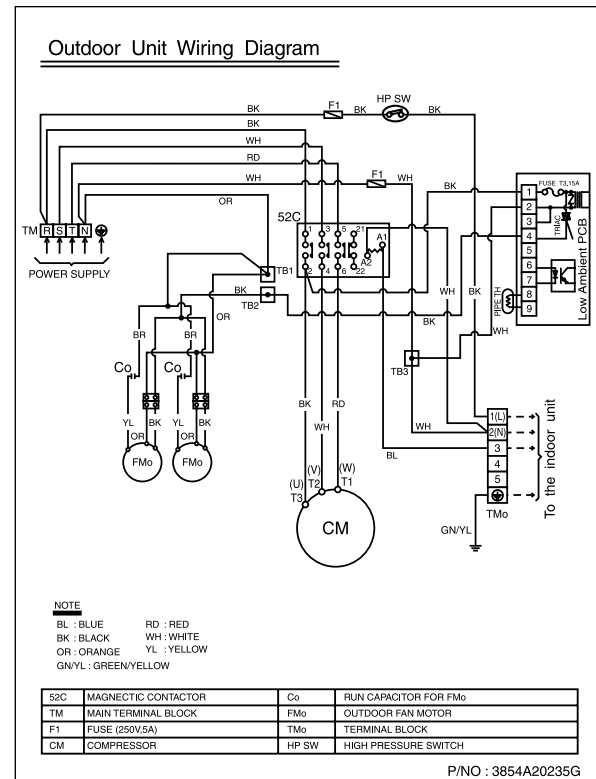 Outdoor Unit Wiring Diagram
BK F1 BK HP SW BK
BK
WH
RD
WH F1 WH
OR
BK
TM R S T N
POWER SUPPLY
52C
1 3 5 21
A1
A2
2 4 6 22
TB1
BK TB2
OR
BR BR
Co Co
YL BK YL BK
OR OR
FMo FMo
BK
WH
RD
(U) (V) (W)
T3 T2 T1
CM
BK
WH
BK
WH
TB3
WH
BL
FUSE T3,15A
TRIAC
1
2
3
4
5
6
7
8
9
PIPE TH
Low Ambient PCB
1(L)
2(N)
3
4
5
TMo
To the indoor unit
GN/YL
NOTE
BL : BLUE RD : RED
BK : BLACK WH : WHITE
OR : ORANGE YL : YELLOW
GN/YL : GREEN/YELLOW
52C MAGNECTIC CONTACTOR Co RUN CAPACITOR FOR FMo
TM MAIN TERMINAL BLOCK FMo OUTDOOR FAN MOTOR
F1 FUSE (250V,5A) TMo TERMINAL BLOCK
CM COMPRESSOR HP SW HIGH PRESSURE SWITCH
P/NO : 3854A20235G